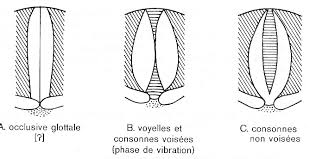 A. occlusive glottale
[?]
B. voyelles et
consonnes voisées
(phase de vibration)
C. consonnes
non voisées